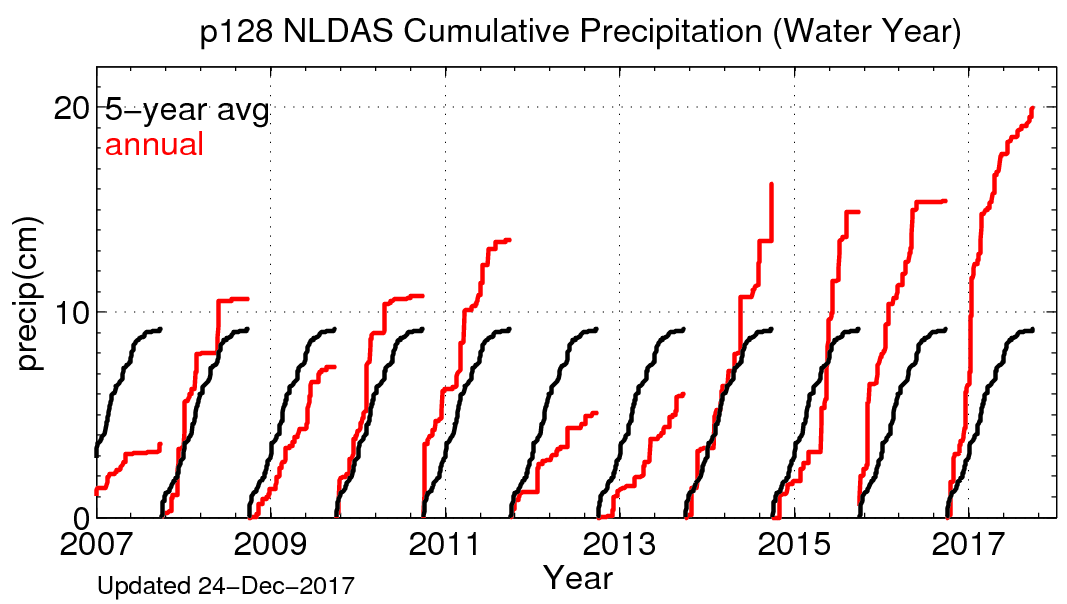 p128 NLDAS Cumulative Precipitation (Water Year)
20
5−year avg
annual
precip(cm)
10
0
2007 2009 2011 2013 2015 2017
Year
Updated 24−Dec−2017